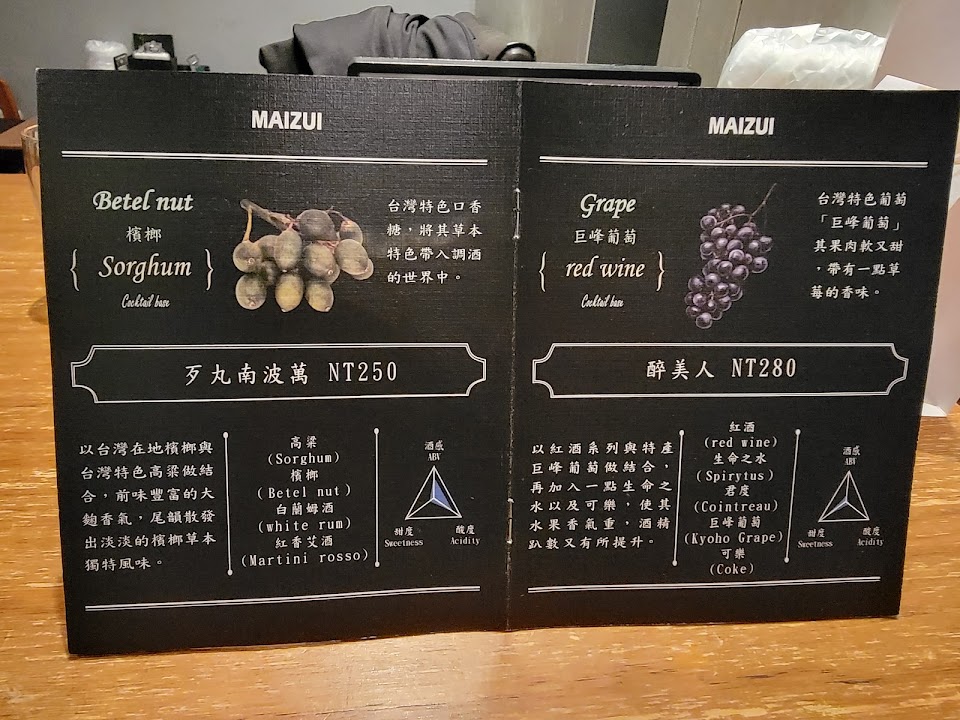 MAIZUI
Betel nut
檳榔
{ Sorghum }
Cocktail base
台灣特色口香
糖，將其草本
特色帶入調酒
的世界中。
歹丸南波萬 NT250
以台灣在地檳榔與
台灣特色高粱做結
合，前味豐富的大
麴香氣，尾韻散發
出淡淡的檳榔草本
獨特風味。
高粱
(Sorghum)
檳榔
(Betel nut)
白蘭姆酒
(white rum)
紅香艾酒
(Martini rosso)
酒感
ABV
甜度
Sweetness
酸度
Acidity
MAIZUI
Grape
巨峰葡萄
{ red wine }
Cocktail base
台灣特色葡萄
「巨峰葡萄」
其果肉軟又甜
，帶有一點草
莓的香味。
醉美人 NT280
以紅酒系列與特產
巨峰葡萄做結合，
再加入一點生命之
水以及可樂，使其
水果香氣重，酒精
趴數又有所提升。
紅酒
(red wine)
生命之水
(Spirytus)
君度
(Cointreau)
巨峰葡萄
(Kyoho Grape)
可樂
(Coke)
酒感
ABV
甜度
Sweetness
酸度
Acidity